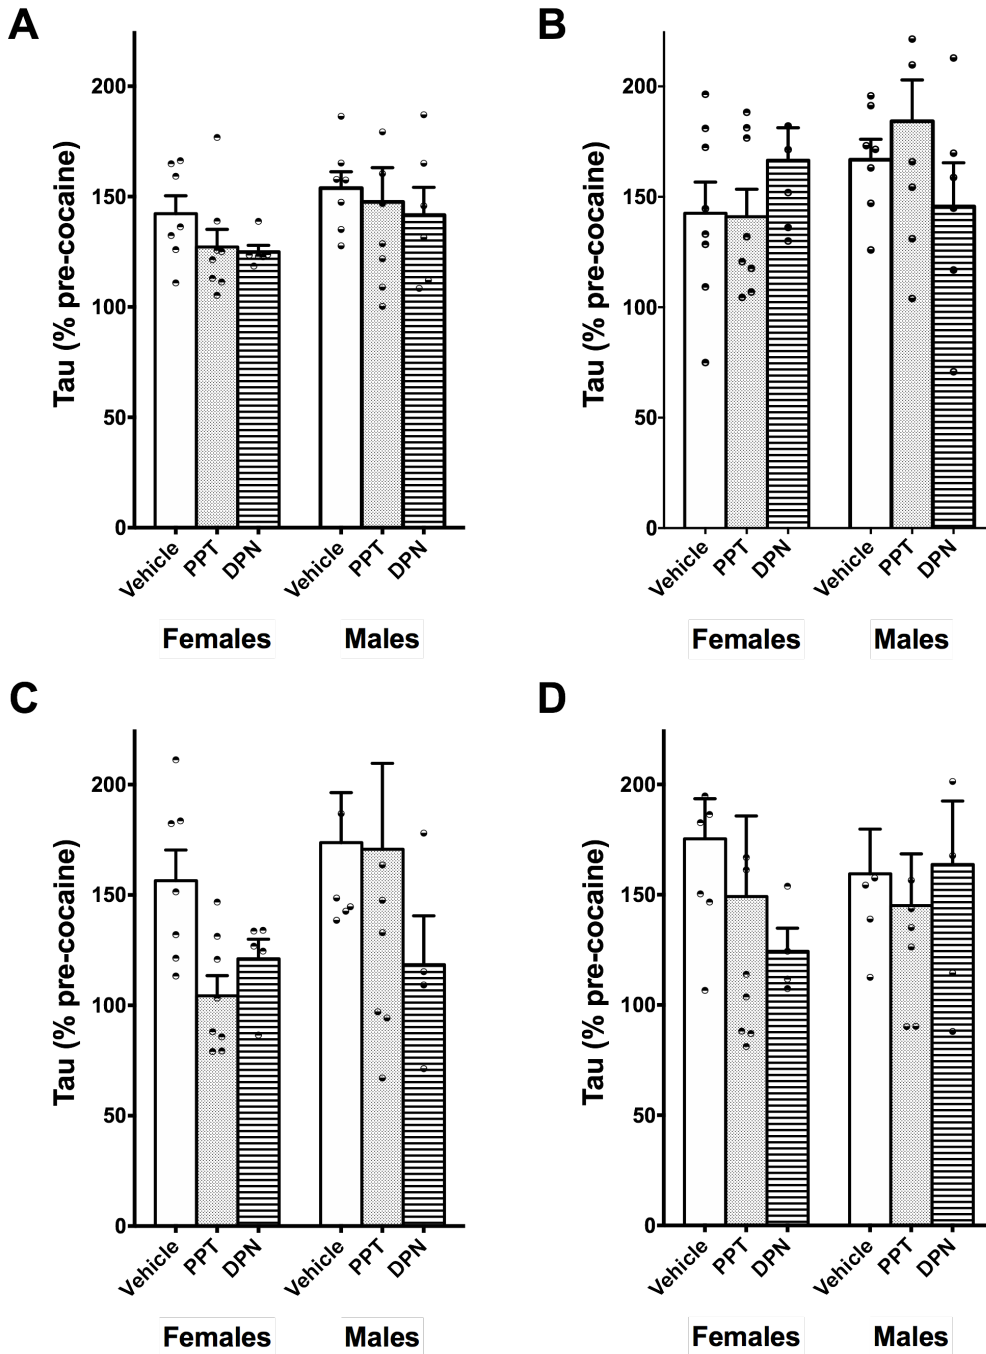 A
Tau (% pre-cocaine)
200
150
100
50
0
Vehicle
PPT
DPN
Vehicle
PPT
DPN
Females
Males
B
Tau (% pre-cocaine)
200
150
100
50
0
Vehicle
PPT
DPN
Vehicle
PPT
DPN
Females
Males
C
Tau (% pre-cocaine)
200
150
100
50
0
Vehicle
PPT
DPN
Vehicle
PPT
DPN
Females
Males
D
Tau (% pre-cocaine)
200
150
100
50
0
Vehicle
PPT
DPN
Vehicle
PPT
DPN
Females
Males